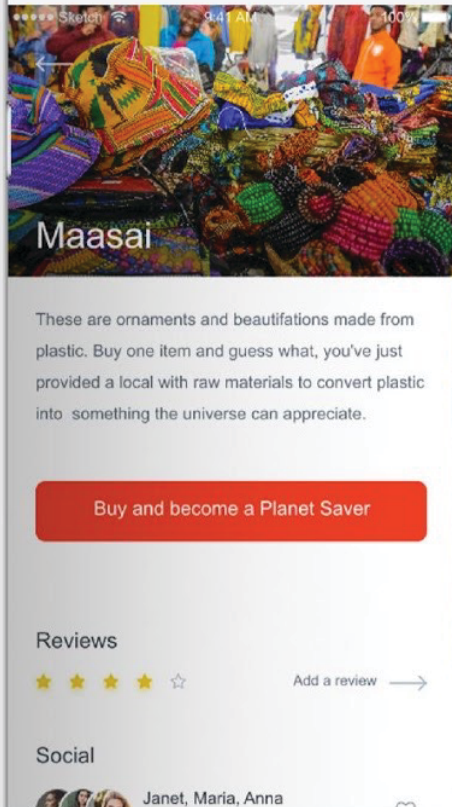 Sketch 9:41 AM 100%
Maasai
These are ornaments and beautifations made from
plastic. Buy one item and guess what, you've just
provided a local with raw materials to convert plastic
into something the universe can appreciate.
Buy and become a Planet Saver
Reviews
Add a review
Social
Janet, Maria, Anna